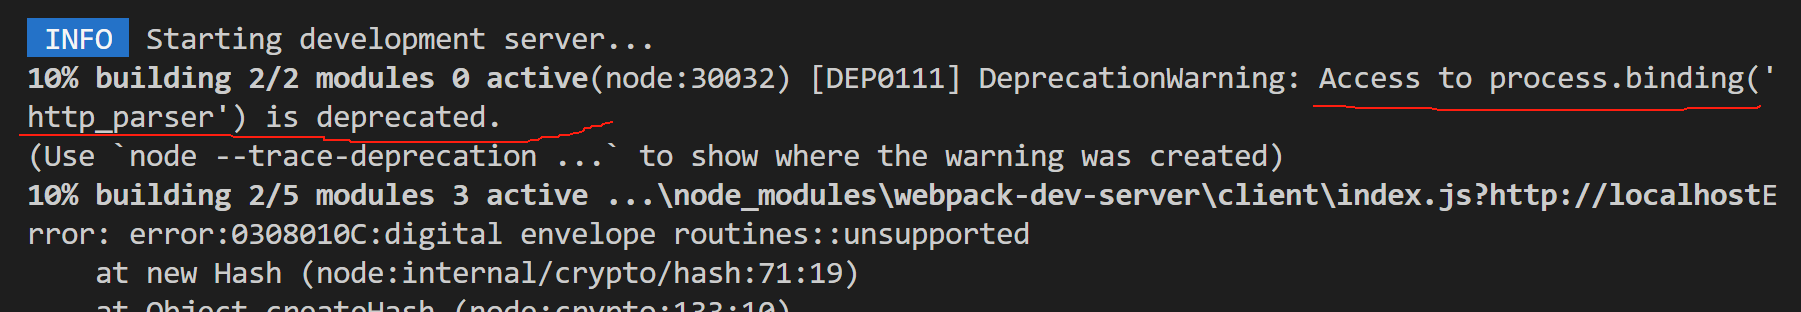 INFO Starting development server...
10% building 2/2 modules 0 active(node:30032) [DEP0111] DeprecationWarning: Access to process.binding('
http_parser') is deprecated.
(Use `node --trace-deprecation ...` to show where the warning was created)
10% building 2/5 modules 3 active ...\node_modules\webpack-dev-server\client\index.js?http://localhostE
rror: error:0308010C:digital envelope routines::unsupported
at new Hash (node:internal/crypto/hash:71:19)
at Object.createHash (node:crypto:133:10)